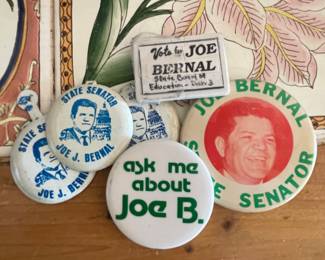 Vote for JOE
BERNAL
State Board of
Education - Dist. 3
STATE SENATOR
JOE J. BERNAL
STATE SENATOR
JOE J. BERNAL
ask me
about
Joe B.
JOE BERNAL
SENATOR